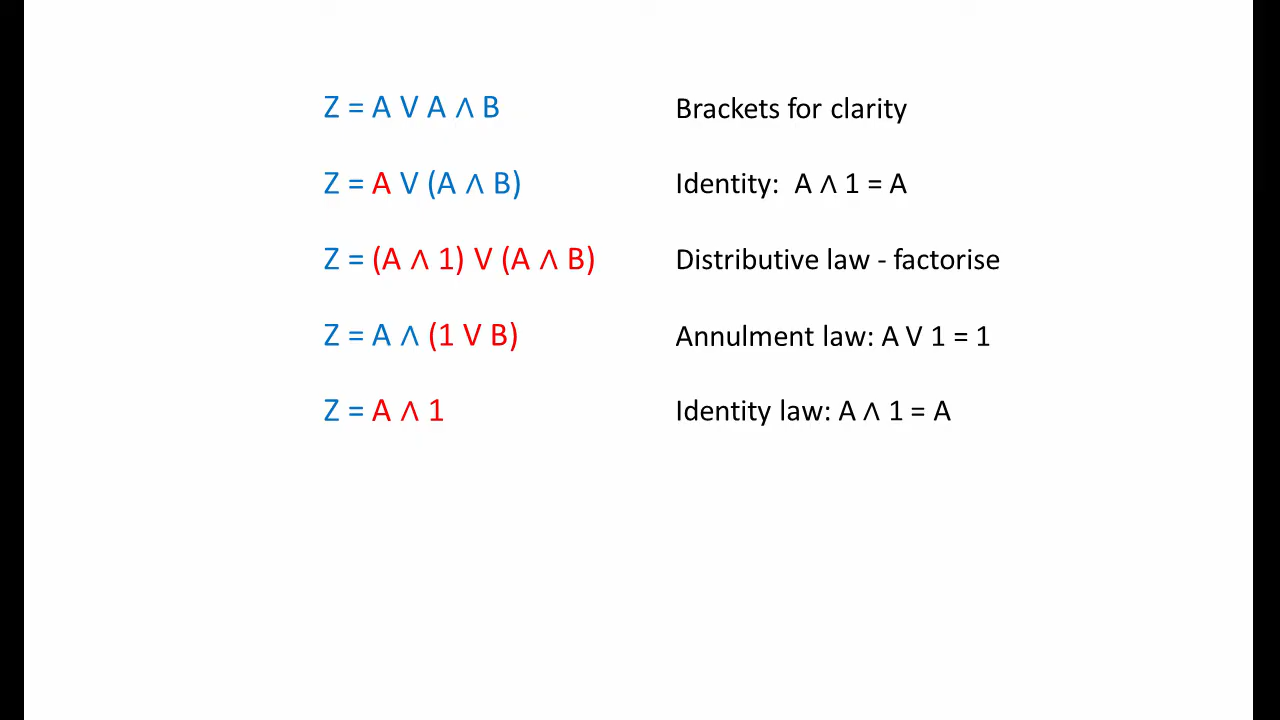 Z = A V A ∧ B Brackets for clarity
Z = A V (A ∧ B) Identity: A ∧ 1 = A
Z = (A ∧ 1) V (A ∧ B) Distributive law - factorise
Z = A ∧ (1 V B) Annulment law: A V 1 = 1
Z = A ∧ 1 Identity law: A ∧ 1 = A